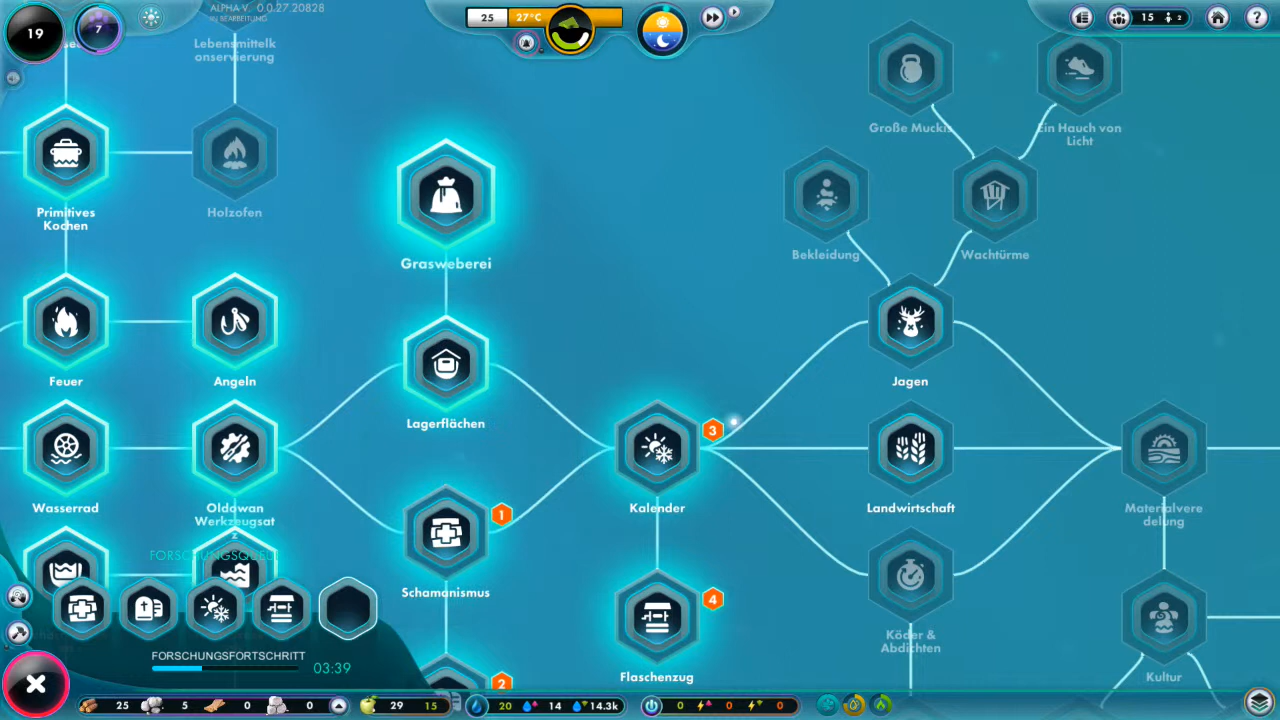 19
7
ALPHA V. 0.0.27.20828
IN BEARBEITUNG
25
27°C
15
2
Lebensmittelk
onservierung
Große Muckis
Ein Hauch von
Licht
Primitives
Kochen
Holzofen
Grasweberei
Bekleidung
Wachtürme
Feuer
Angeln
Lagerflächen
Jagen
3
Wasserrad
Oldowan
Werkzeugsat
z
Kalender
Landwirtschaft
Materialvere
delung
1
Schamanismus
FORSCHUNGSQUEUE
4
Köder &
Abdichten
FORSCHUNGSFORTSCHRITT
03:39
Flaschenzug
Kultur
2
25
5
0
0
29
15
20
14
14.3k
0
0
0